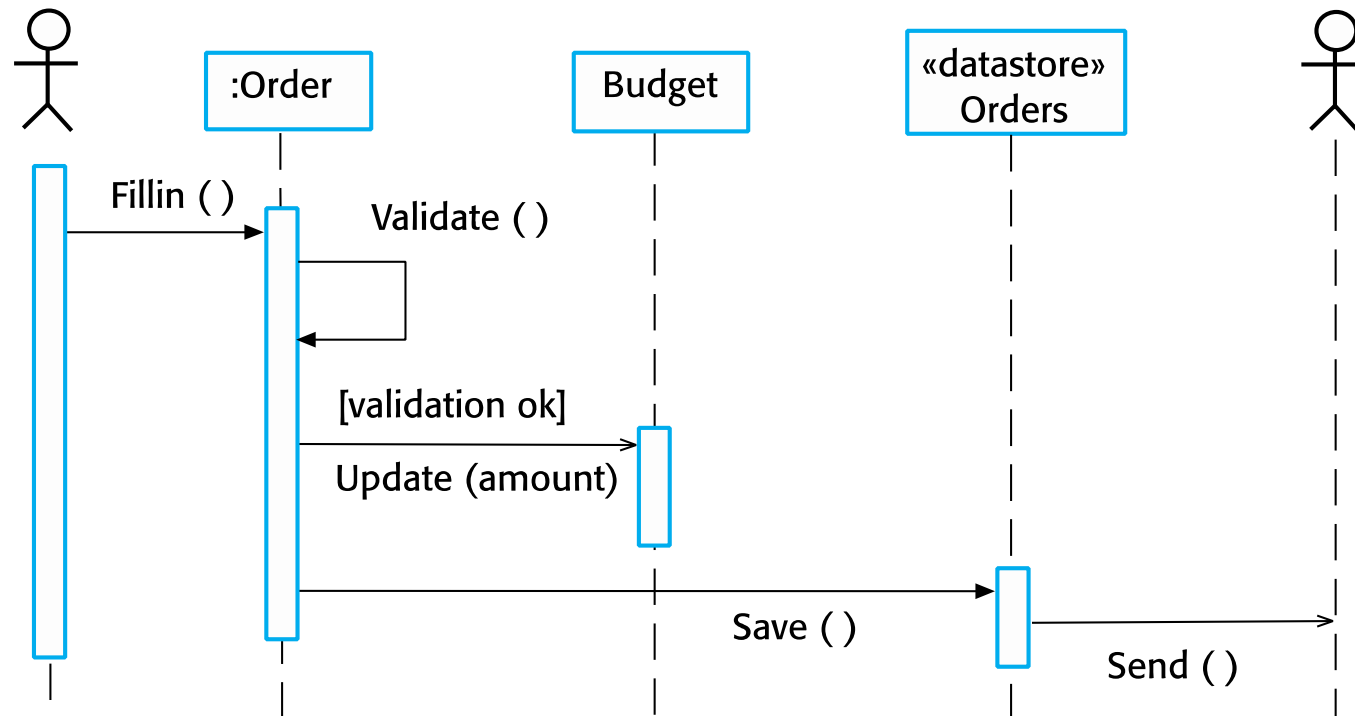 :Order
Budget
«datastore»
Orders
Fillin ( )
Validate ( )
[validation ok]
Update (amount)
Save ( )
Send ( )